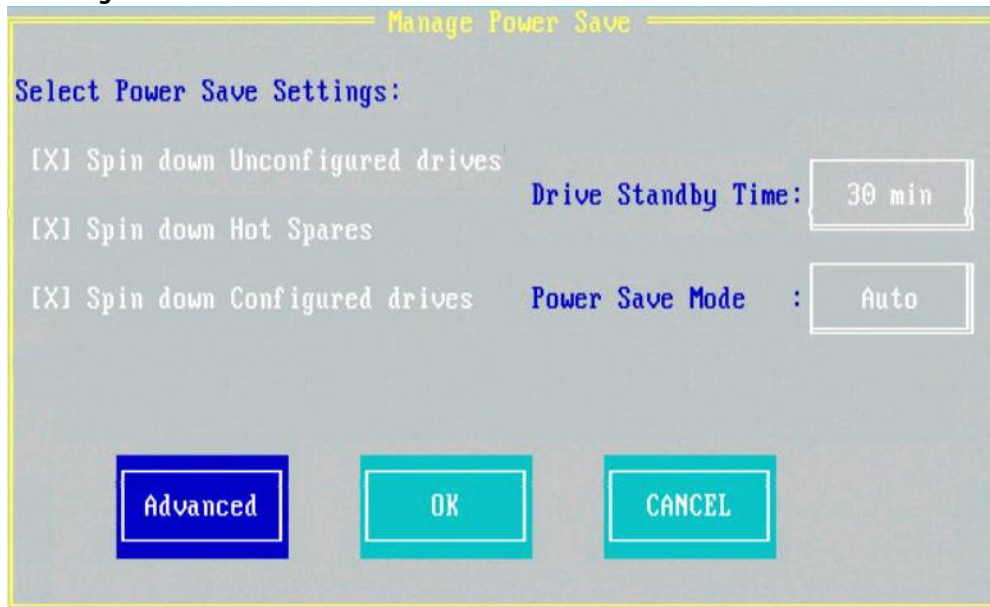 Manage Power Save
Select Power Save Settings:
[X] Spin down Unconfigured drives
Drive Standby Time: 30 min
[X] Spin down Hot Spares
[X] Spin down Configured drives
Power Save Mode : Auto
Advanced
OK
CANCEL